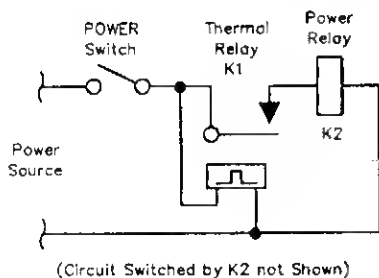 POWER
Switch
Thermal
Relay
K1
Power
Relay
K2
Power
Source
(Circuit Switched by K2 not Shown)